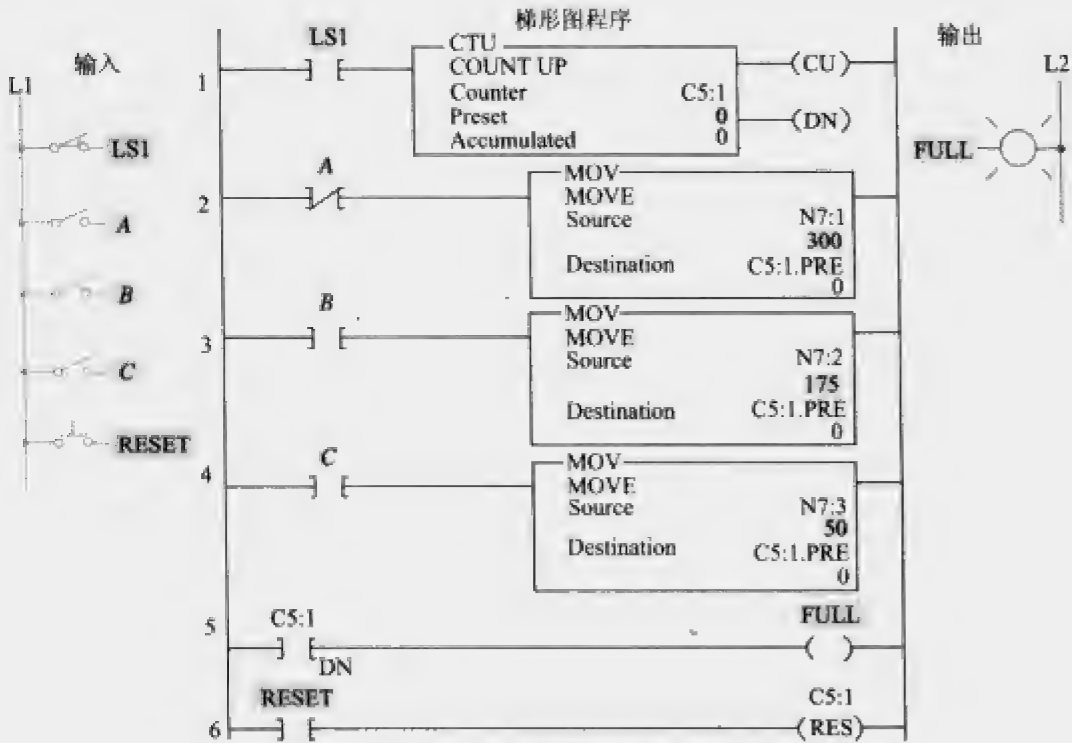 梯形图程序
输入
L1
LS1
A
B
C
RESET
1
LS1
CTU
COUNT UP
Counter C5:1
Preset 0
Accumulated 0
(CU)
(DN)
输出
L2
FULL
2
A
MOV
MOVE
Source N7:1
300
Destination C5:1.PRE
0
3
B
MOV
MOVE
Source N7:2
175
Destination C5:1.PRE
0
4
C
MOV
MOVE
Source N7:3
50
Destination C5:1.PRE
0
5
C5:1
DN
FULL
6
RESET
C5:1
(RES)